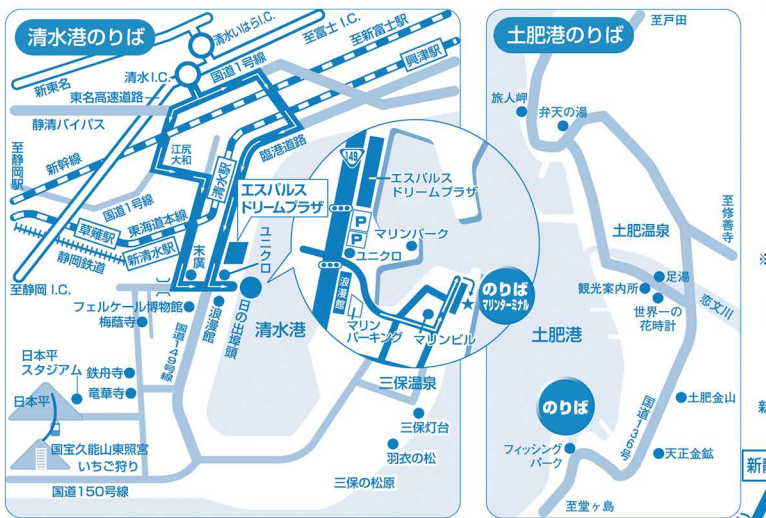 清水港のりば
清水いはらI.C.
至富士I.C.
至新富士駅
興津駅
新東名
清水I.C.
国道1号線
東名高速道路
静清バイパス
臨港道路
至静岡駅
新幹線
江尻大和
清水駅
国道1号線
東海道本線
草薙駅
静岡鉄道
新清水駅
至静岡I.C.
エスパルス
ドリームプラザ
末廣
ユニクロ
フェルケール博物館
梅蔭寺
国道149号線
浪漫館
日の出埠頭
清水港
149
エスパルス
ドリームプラザ
P
P
マリンパーク
ユニクロ
浪漫館
マリン
パーキング
マリンビル
のりば
マリンターミナル
日本平
スタジアム
鉄舟寺
竜華寺
日本平
国宝久能山東照宮
いちご狩り
国道150号線
三保温泉
三保灯台
羽衣の松
三保の松原
土肥港のりば
至戸田
旅人岬
弁天の湯
至修善寺
土肥温泉
足湯
観光案内所
世界一の
花時計
恋文川
土肥港
のりば
国道136号
土肥金山
フィッシング
パーク
天正金鉱
至堂ヶ島
※
新
新静